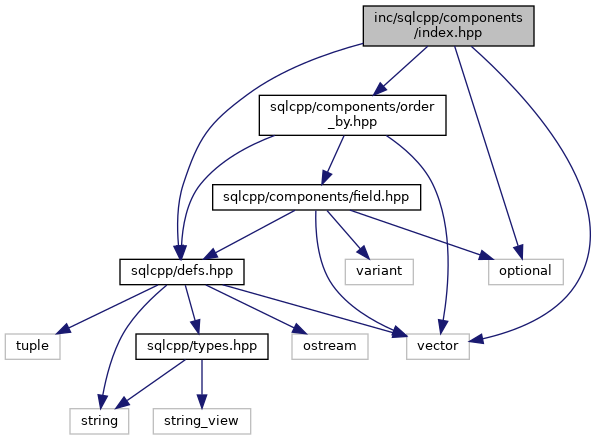 inc/sqlcpp/components
/index.hpp
sqlcpp/components/order
_by.hpp
sqlcpp/components/field.hpp
sqlcpp/defs.hpp
variant
optional
tuple
sqlcpp/types.hpp
ostream
vector
string
string_view